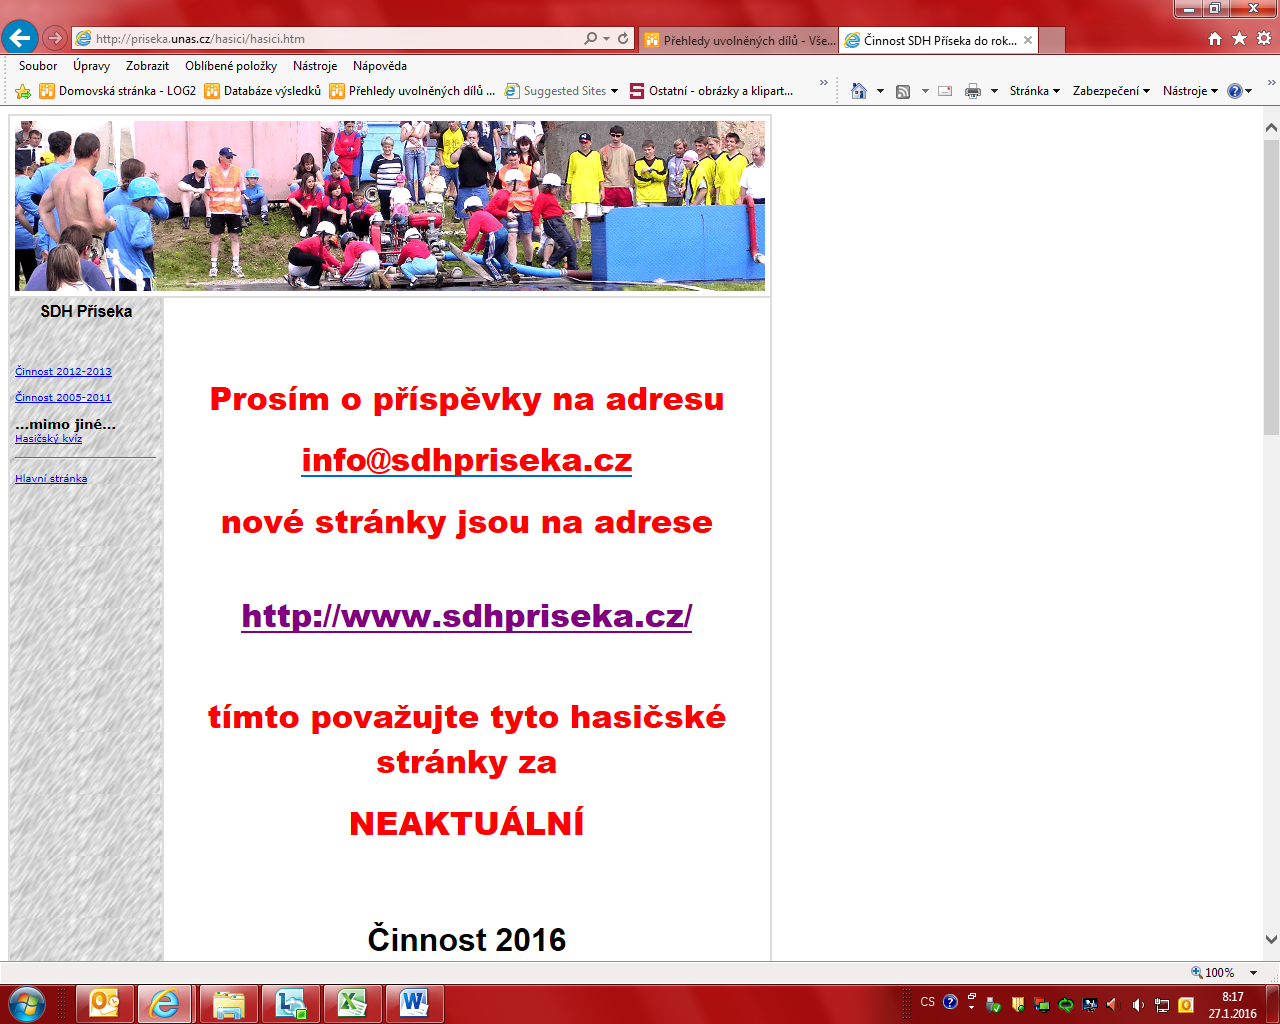 http://priseka.unas.cz/hasici/hasici.htm
Přehledy uvolněných dílů - Vše...
Činnost SDH Příseka do rok...
Soubor Úpravy Zobrazit Oblíbené položky Nástroje Nápověda
Domovská stránka - LOG2 Databáze výsledků Přehledy uvolněných dílů ... Suggested Sites Ostatní - obrázky a klipart... » Stránka Zabezpečení Nástroje »
SDH Příseka
Činnost 2012-2013
Činnost 2005-2011
...mimo jiné...
Hasičský kvíz
Hlavní stránka
Prosím o příspěvky na adresu
info@sdhpriseka.cz
nové stránky jsou na adrese
http://www.sdhpriseka.cz/
tímto považujte tyto hasičské
stránky za
NEAKTUÁLNÍ
Činnost 2016
100%
CS
8:17
27.1.2016